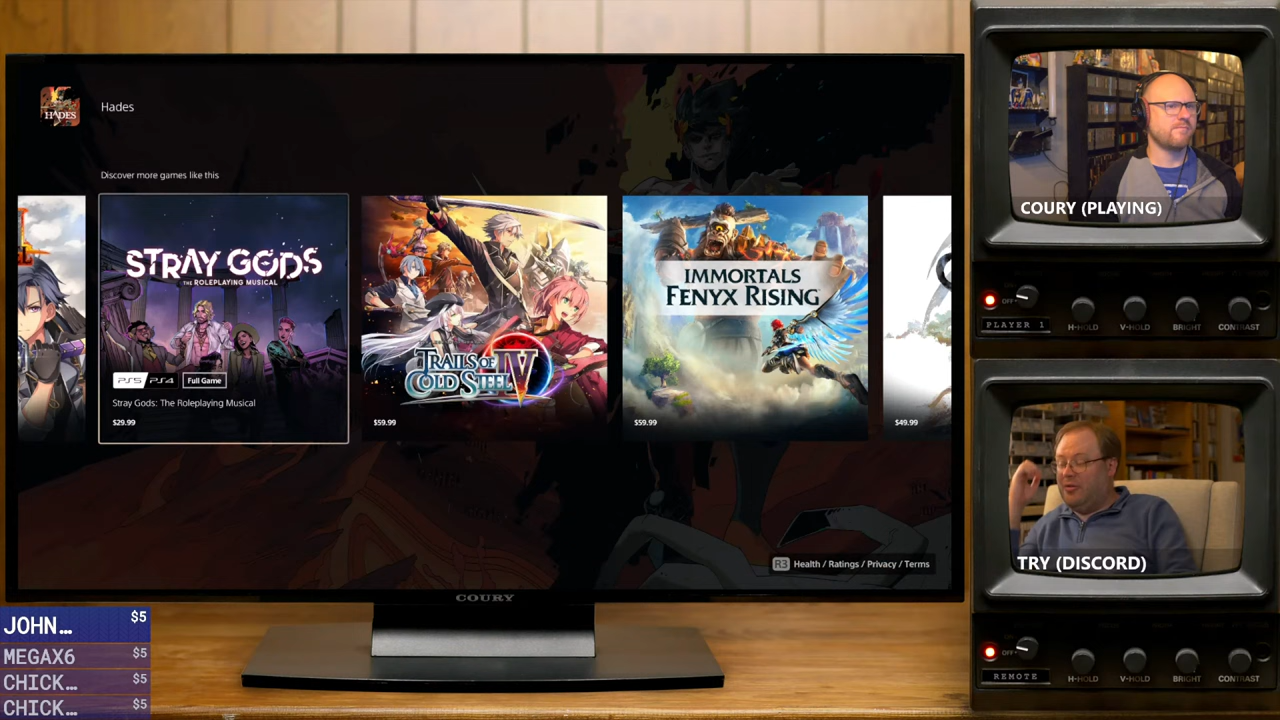 HADES
Hades
Discover more games like this
STRAY GODS
THE ROLEPLAYING MUSICAL
PS5 PS4 Full Game
Stray Gods: The Roleplaying Musical
$29.99
TRAILS OF
COLD STEEL IV
$59.99
IMMORTALS
FENYX RISING
$59.99
$49.99
R3 Health / Ratings / Privacy / Terms
COURY
JOHN… $5
MEGAX6 $5
CHICK… $5
CHICK… $5
COURY (PLAYING)
OFF
PLAYER 1
H-HOLD V-HOLD BRIGHT CONTRAST
TRY (DISCORD)
OFF
REMOTE
H-HOLD V-HOLD BRIGHT CONTRAST